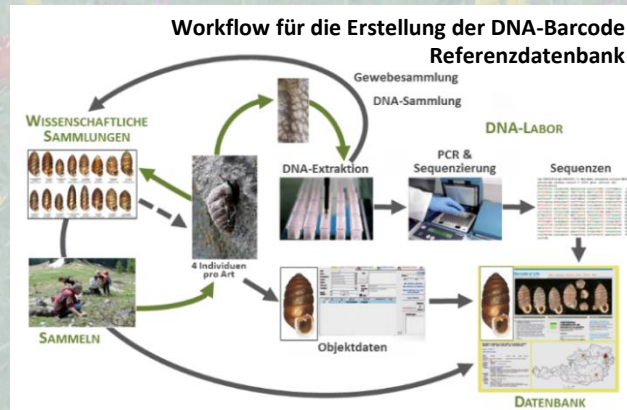 Workflow für die Erstellung der DNA-Barcode
Referenzdatenbank
Gewebesammlung
DNA-Sammlung
WISSENSCHAFTLICHE
SAMMLUNGEN
DNA-LABOR
DNA-Extraktion
PCR &
Sequenzierung
Sequenzen
4 Individuen
pro Art
SAMMELN
Objektdaten
DATENBANK